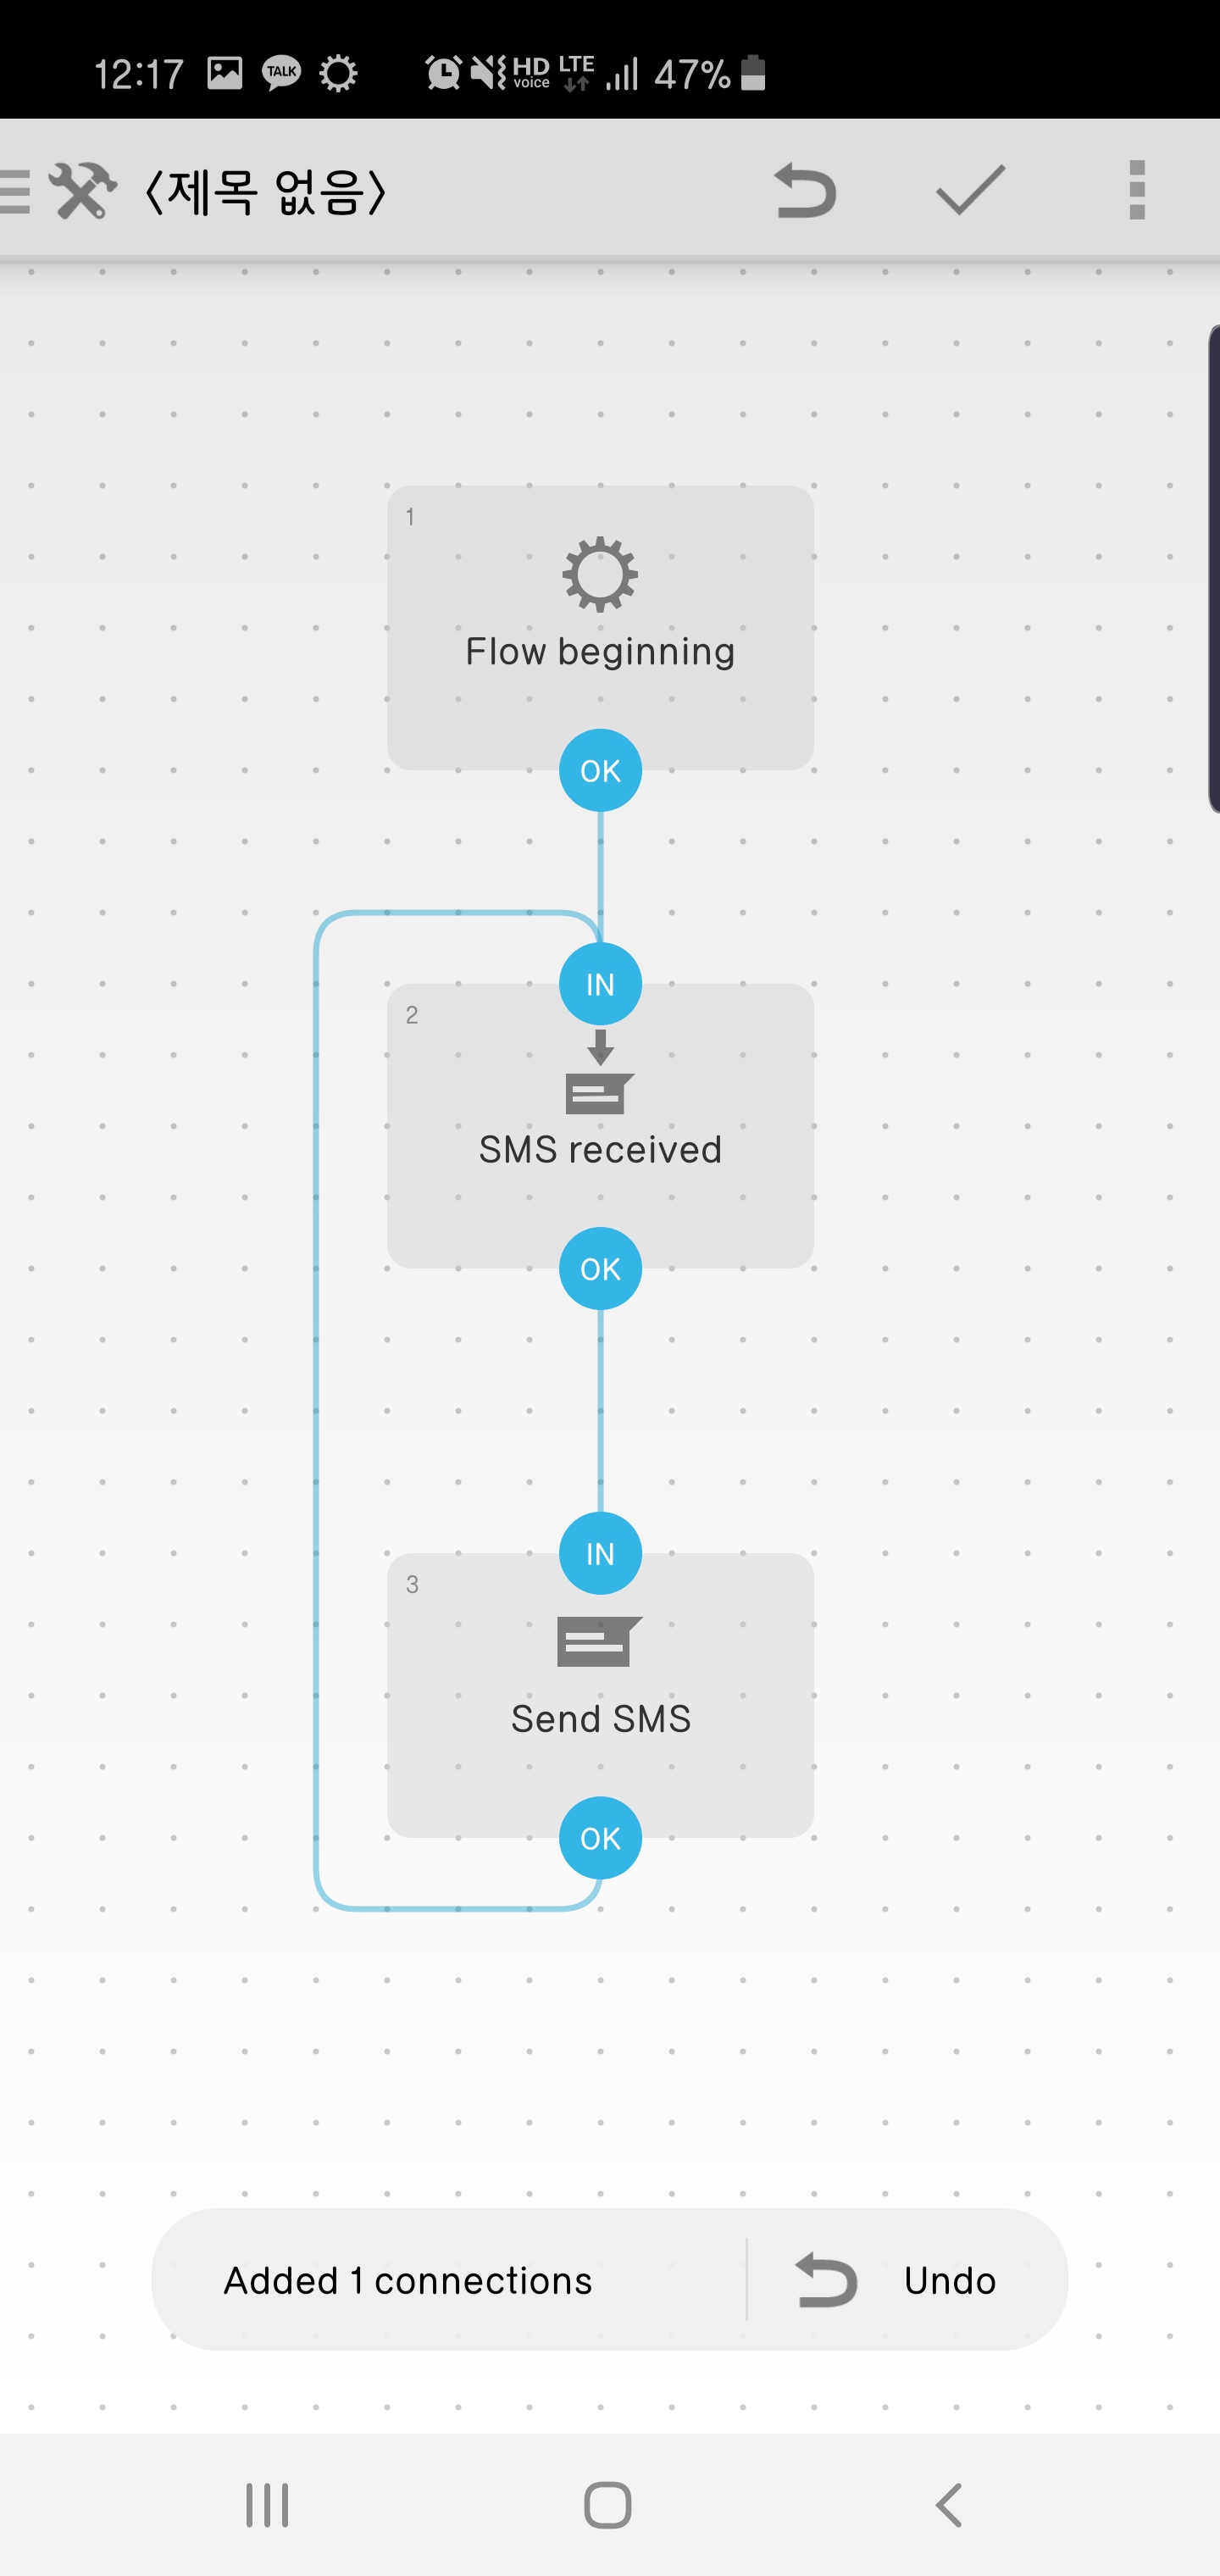 12:17 TALK HD voice LTE 47%
〈제목 없음〉
1
Flow beginning
OK
IN
2
SMS received
OK
IN
3
Send SMS
OK
Added 1 connections Undo